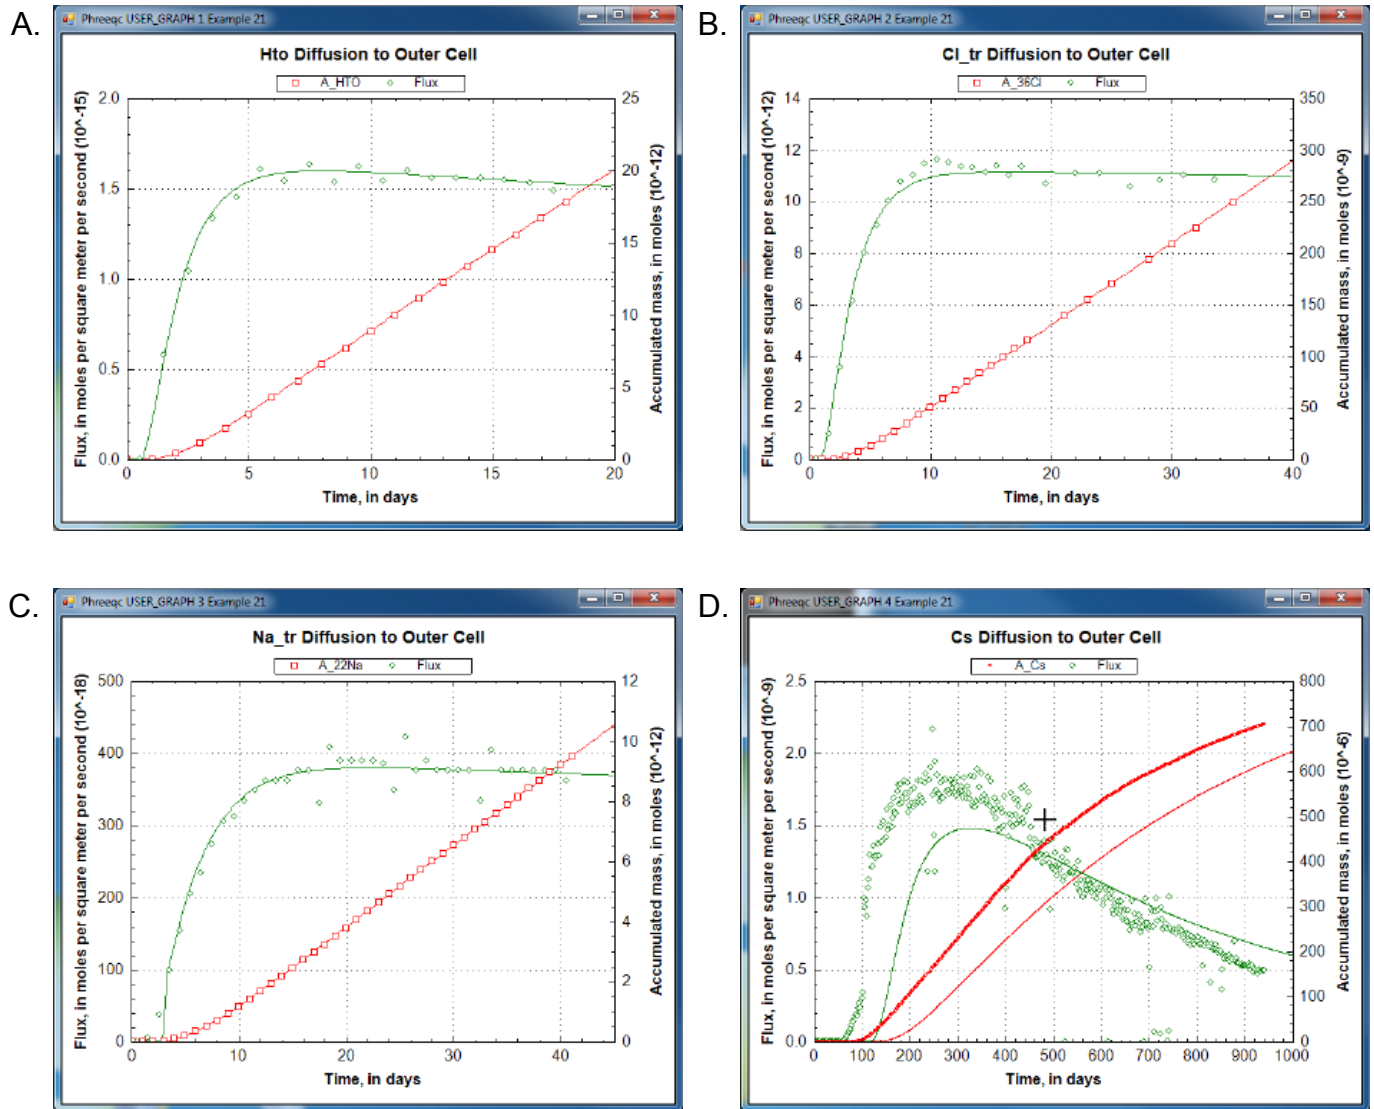 A.
Phreeqc USER_GRAPH 1 Example 21
Hto Diffusion to Outer Cell
A_HTO Flux
Flux, in moles per square meter per second (10^-15)
2.0
1.5
1.0
0.5
0.0
25
20
15
10
5
0
Accumulated mass, in moles (10^-12)
0 5 10 15 20
Time, in days
B.
Phreeqc USER_GRAPH 2 Example 21
Cl_tr Diffusion to Outer Cell
A_36Cl Flux
Flux, in moles per square meter per second (10^-12)
14
12
10
8
6
4
2
0
350
300
250
200
150
100
50
0
Accumulated mass, in moles (10^-9)
0 10 20 30 40
Time, in days
C.
Phreeqc USER_GRAPH 3 Example 21
Na_tr Diffusion to Outer Cell
A_22Na Flux
Flux, in moles per square meter per second (10^-18)
500
400
300
200
100
0
12
10
8
6
4
2
0
Accumulated mass, in moles (10^-12)
0 10 20 30 40
Time, in days
D.
Phreeqc USER_GRAPH 4 Example 21
Cs Diffusion to Outer Cell
A_Cs Flux
Flux, in moles per square meter per second (10^-9)
2.5
2.0
1.5
1.0
0.5
0.0
800
700
600
500
400
300
200
100
0
Accumulated mass, in moles (10^-6)
0 100 200 300 400 500 600 700 800 900 1000
Time, in days